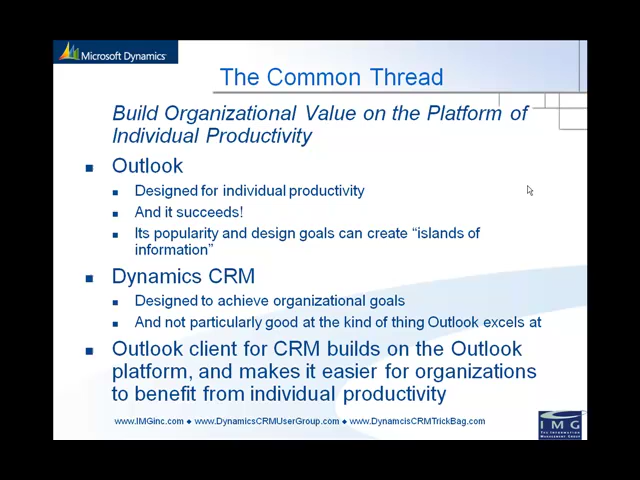 Microsoft Dynamics
The Common Thread
Build Organizational Value on the Platform of
Individual Productivity
Outlook
Designed for individual productivity
And it succeeds!
Its popularity and design goals can create “islands of
information”
Dynamics CRM
Designed to achieve organizational goals
And not particularly good at the kind of thing Outlook excels at
Outlook client for CRM builds on the Outlook
platform, and makes it easier for organizations
to benefit from individual productivity
www.IMGinc.com ◆ www.DynamicsCRMUserGroup.com ◆ www.DynamcisCRMTrickBag.com
IMG
THE INFORMATION
MANAGEMENT GROUP